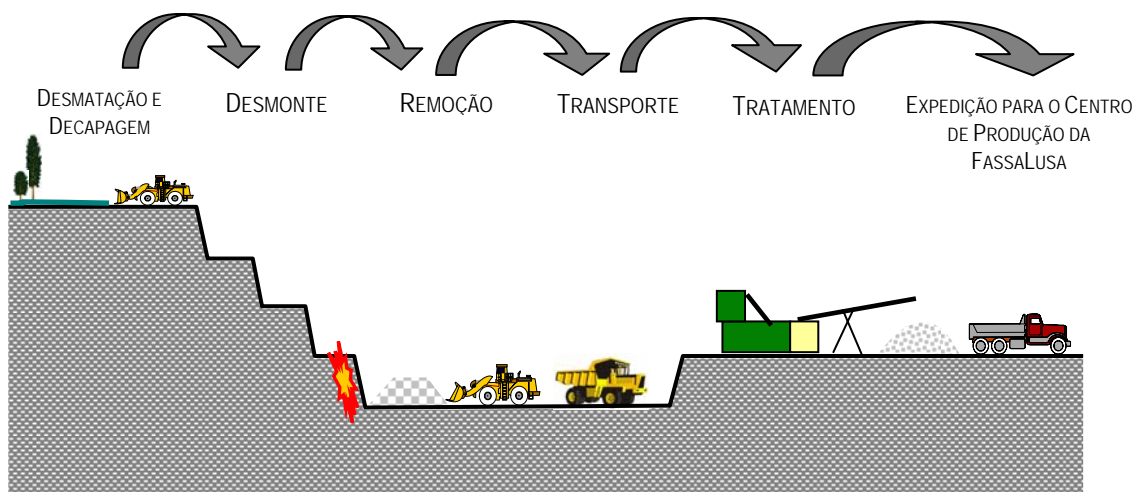 DESMATAÇÃO E
DECAPAGEM
DESMONTE
REMOÇÃO
TRANSPORTE
TRATAMENTO
EXPEDIÇÃO PARA O CENTRO
DE PRODUÇÃO DA
FASSALUSA